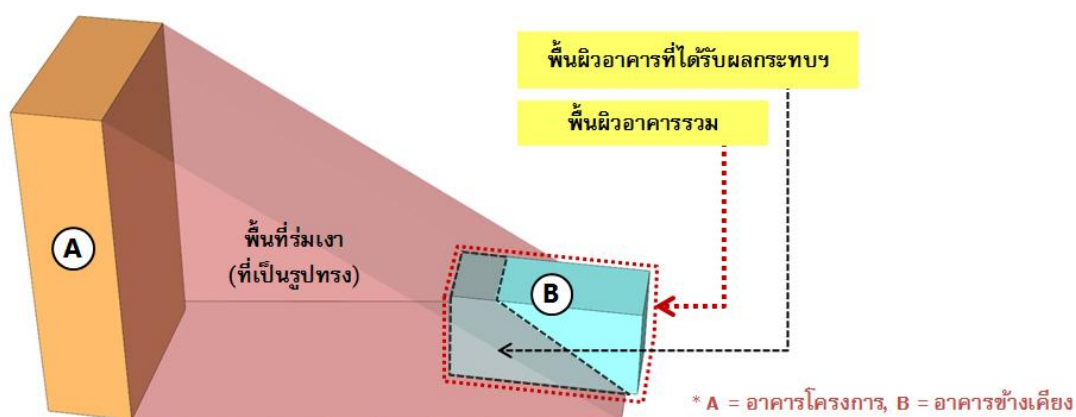 พื้นผิวอาคารที่ได้รับผลกระทบฯ
พื้นผิวอาคารรวม
A
พื้นที่ร่มเงา
(ที่เป็นรูปทรง)
B
* A = อาคารโครงการ, B = อาคารข้างเคียง